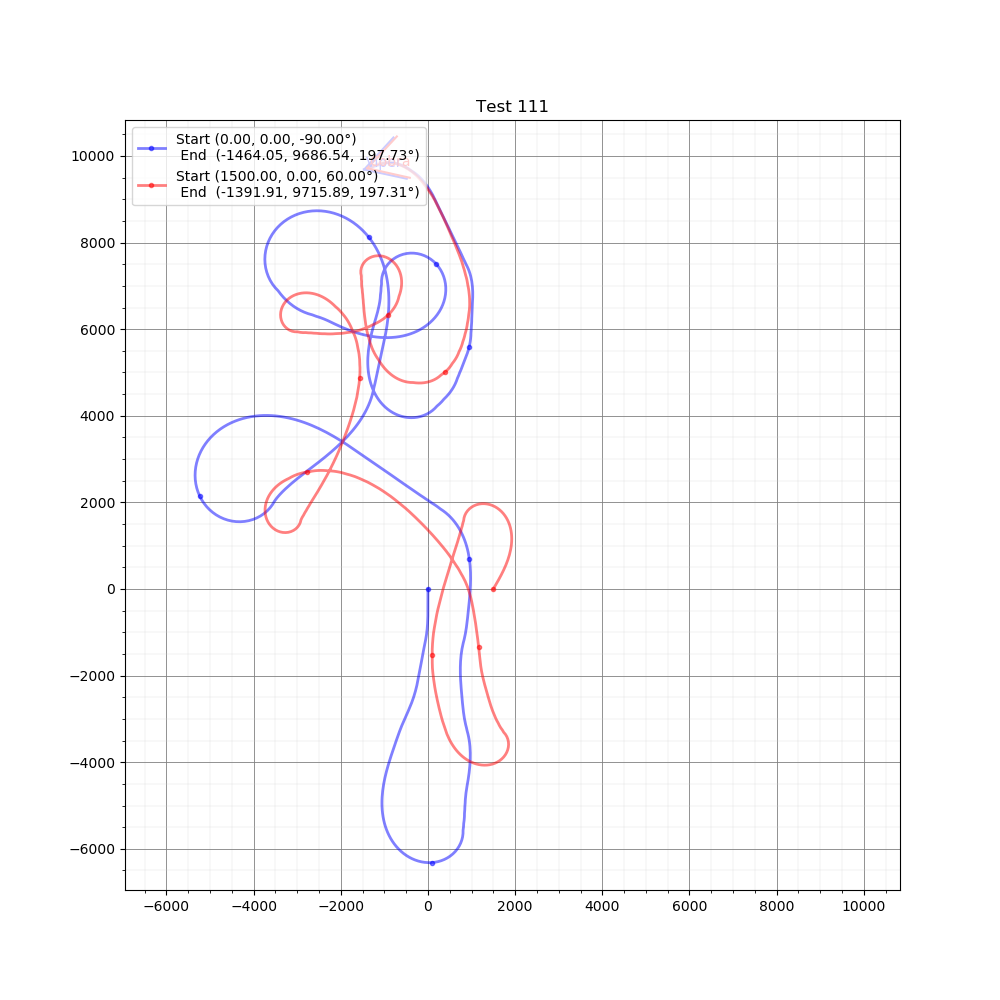 Test 111
Start (0.00, 0.00, -90.00°)
End (-1464.05, 9686.54, 197.73°)
Start (1500.00, 0.00, 60.00°)
End (-1391.91, 9715.89, 197.31°)
10000
8000
6000
4000
2000
0
−2000
−4000
−6000
−6000 −4000 −2000 0 2000 4000 6000 8000 10000